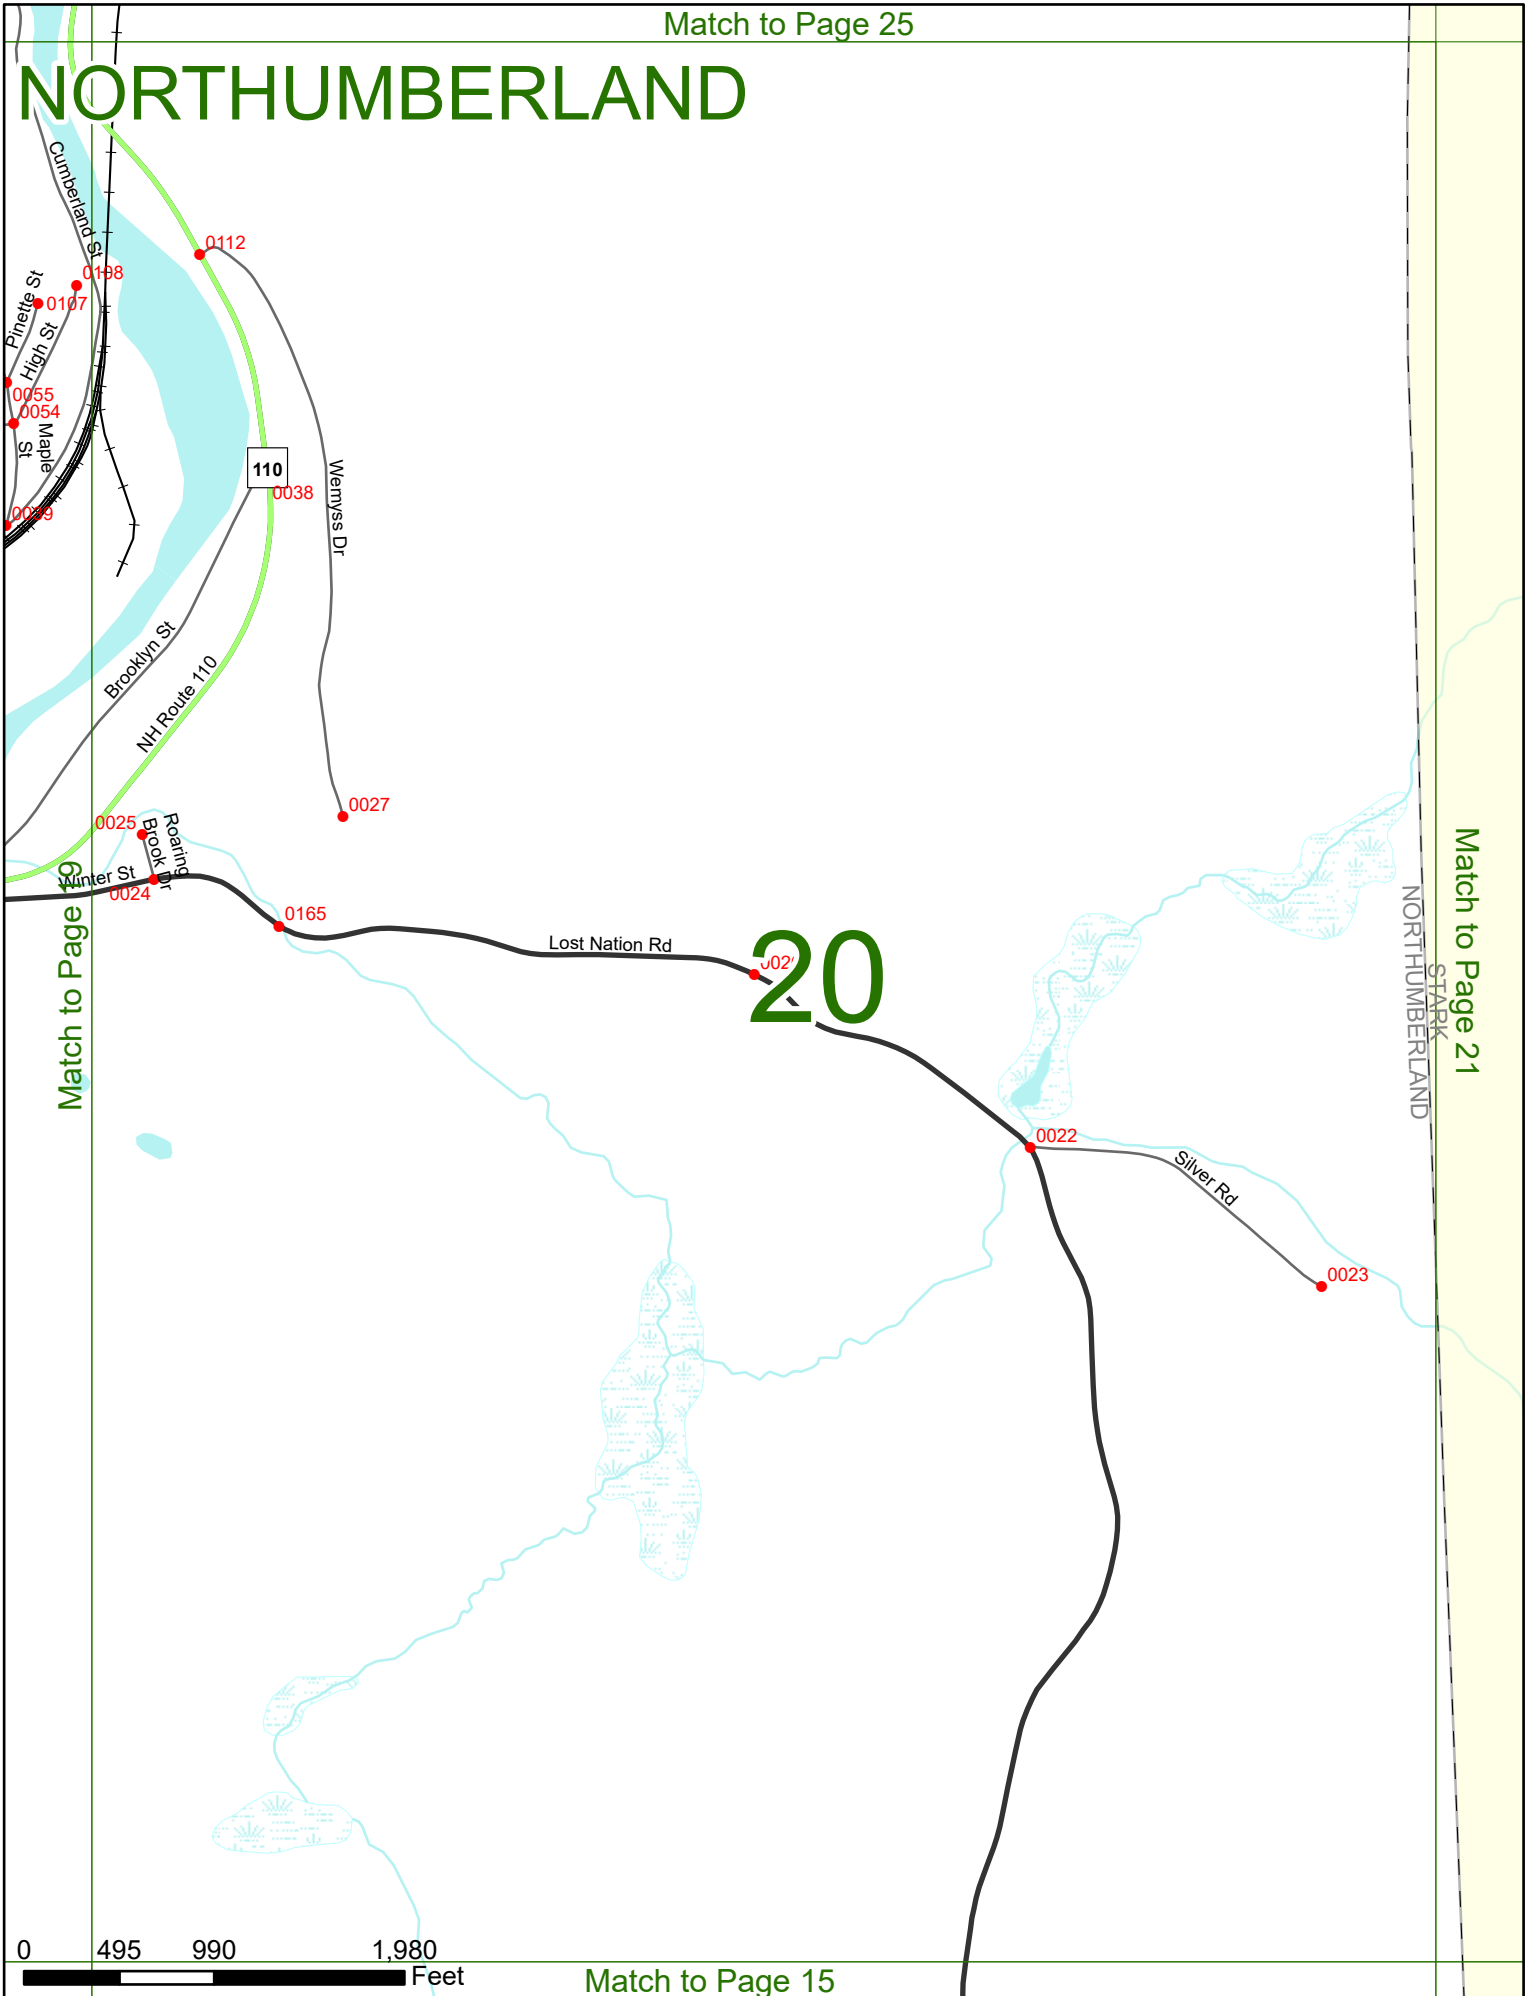 Match to Page 25
NORTHUMBERLAND
Cumberland St
0112
0108
Pinette St
0107
High St
0055
0054
Maple
St
110
0038
Wemyss Dr
0039
Brooklyn St
NH Route 110
0027
0025
Roaring
Brook Dr
Winter St
0024
Match to Page 19
0165
Lost Nation Rd
20
NORTHUMBERLAND
STARK
Match to Page 21
0022
Silver Rd
0023
0 495 990 1,980
Feet
Match to Page 15